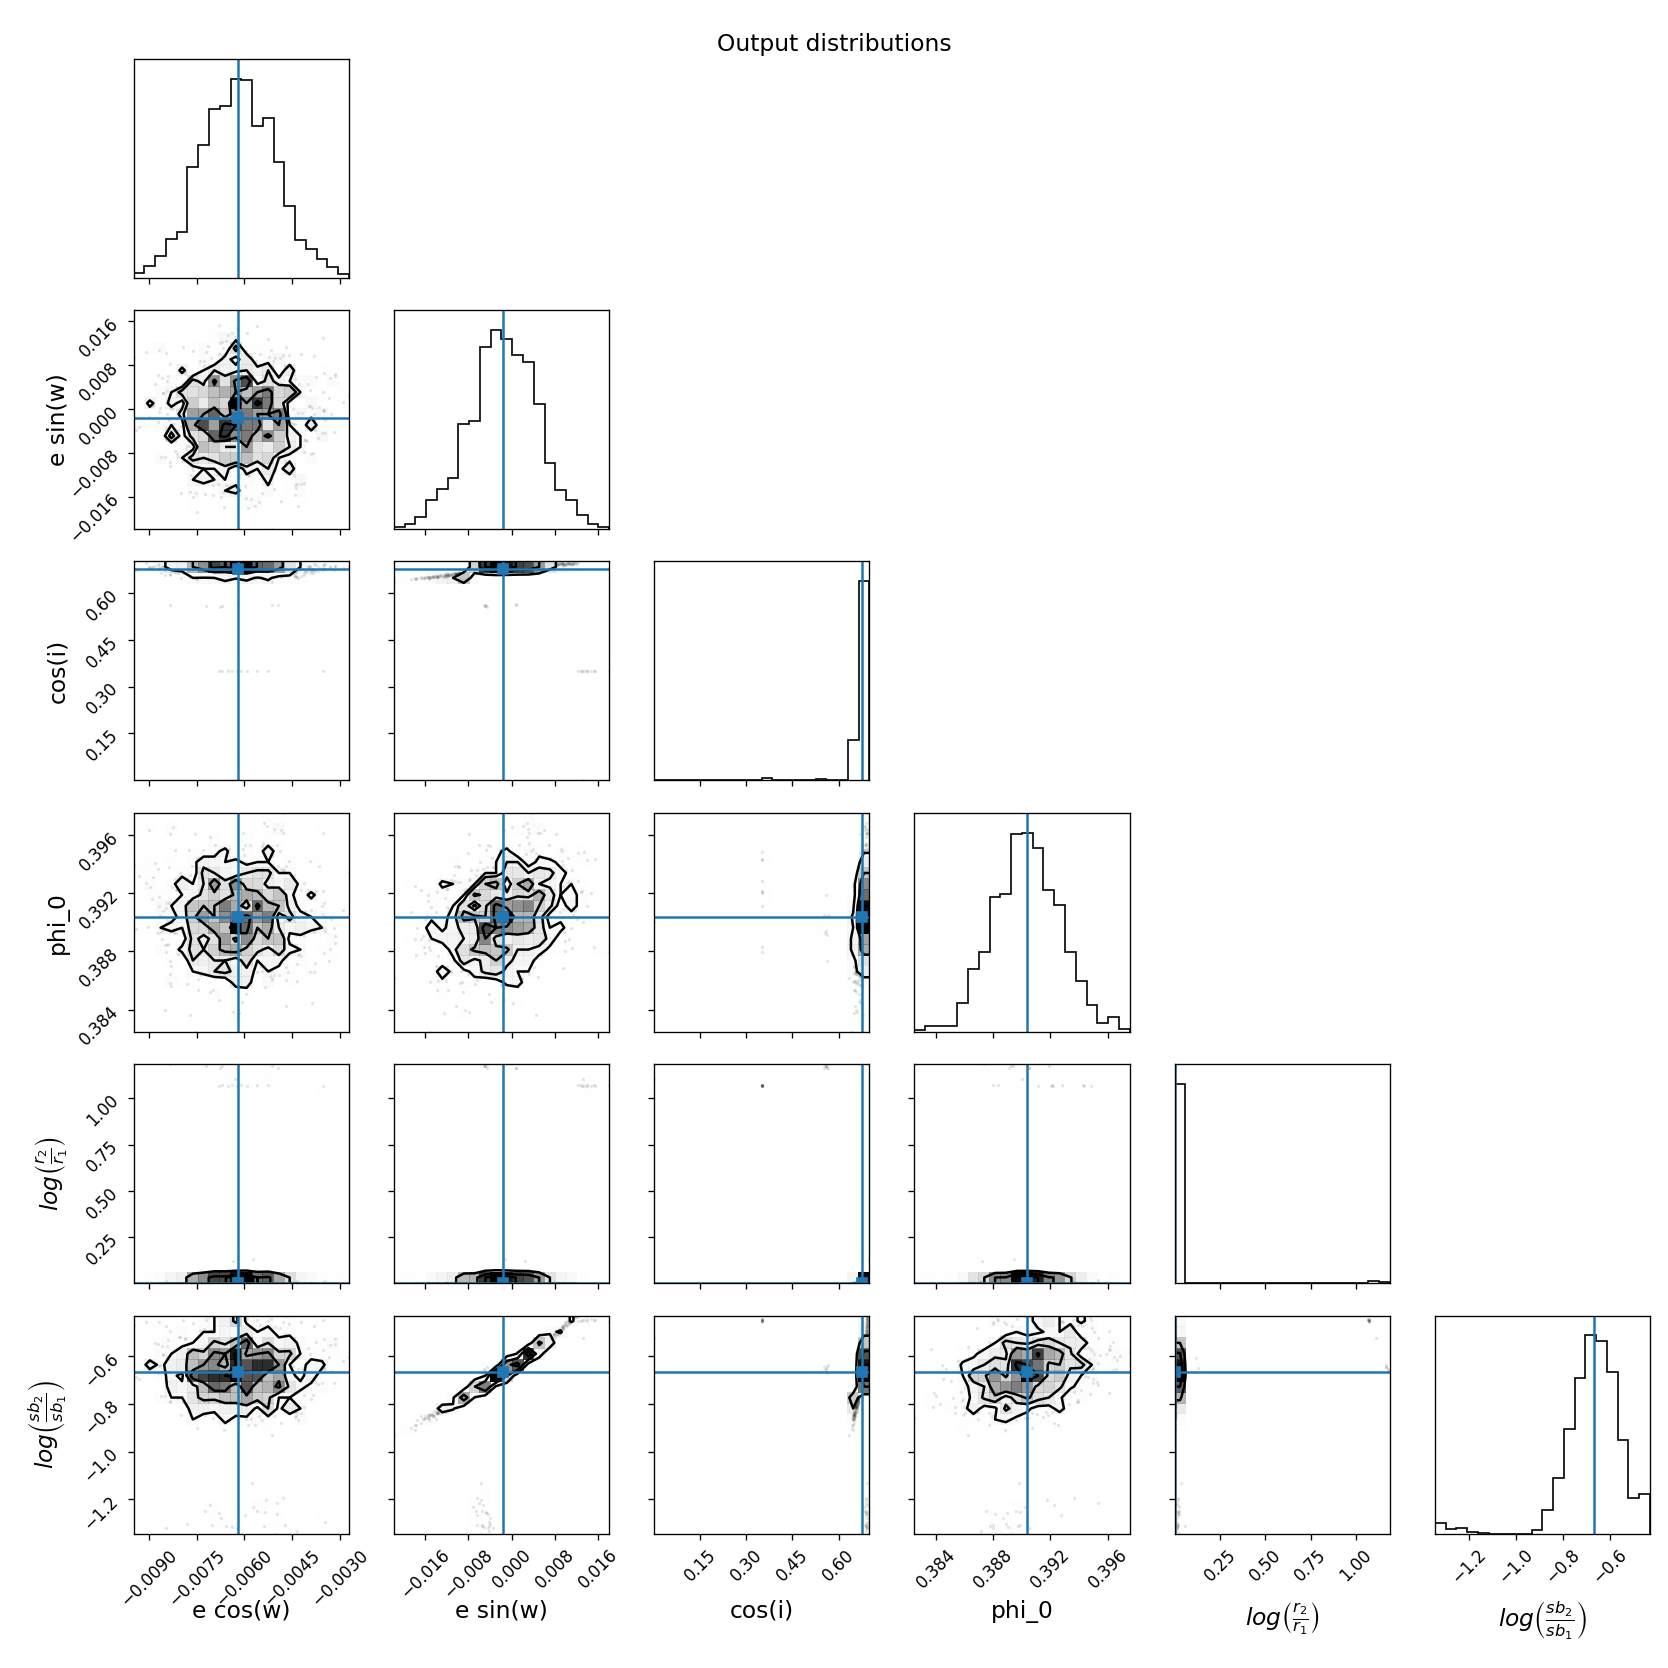 Output distributions
e sin(w)
0.016
0.008
0.000
−0.008
−0.016
cos(i)
0.60
0.45
0.30
0.15
phi_0
0.396
0.392
0.388
0.384
log(r₂/r₁)
1.00
0.75
0.50
0.25
log(sb₂/sb₁)
−0.6
−0.8
−1.0
−1.2
−0.0090 −0.0075 −0.0060 −0.0045 −0.0030
e cos(w)
−0.016 −0.008 0.000 0.008 0.016
e sin(w)
0.15 0.30 0.45 0.60
cos(i)
0.384 0.388 0.392 0.396
phi_0
0.25 0.50 0.75 1.00
log(r₂/r₁)
−1.2 −1.0 −0.8 −0.6
log(sb₂/sb₁)